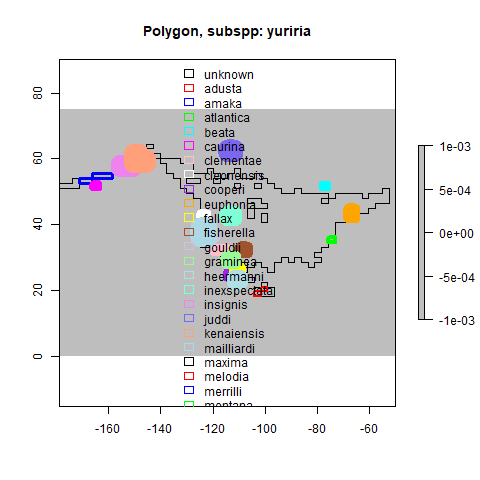 Polygon, subspp: yuriria
unknown
adusta
amaka
atlantica
beata
caurina
clementae
cleonensis
cooperi
euphonia
fallax
fisherella
gouldii
graminea
heermanni
inexspectata
insignis
juddi
kenaiensis
mailliardi
maxima
melodia
merrilli
montana
80
60
40
20
0
-160
-140
-120
-100
-80
-60
1e-03
5e-04
0e+00
-5e-04
-1e-03